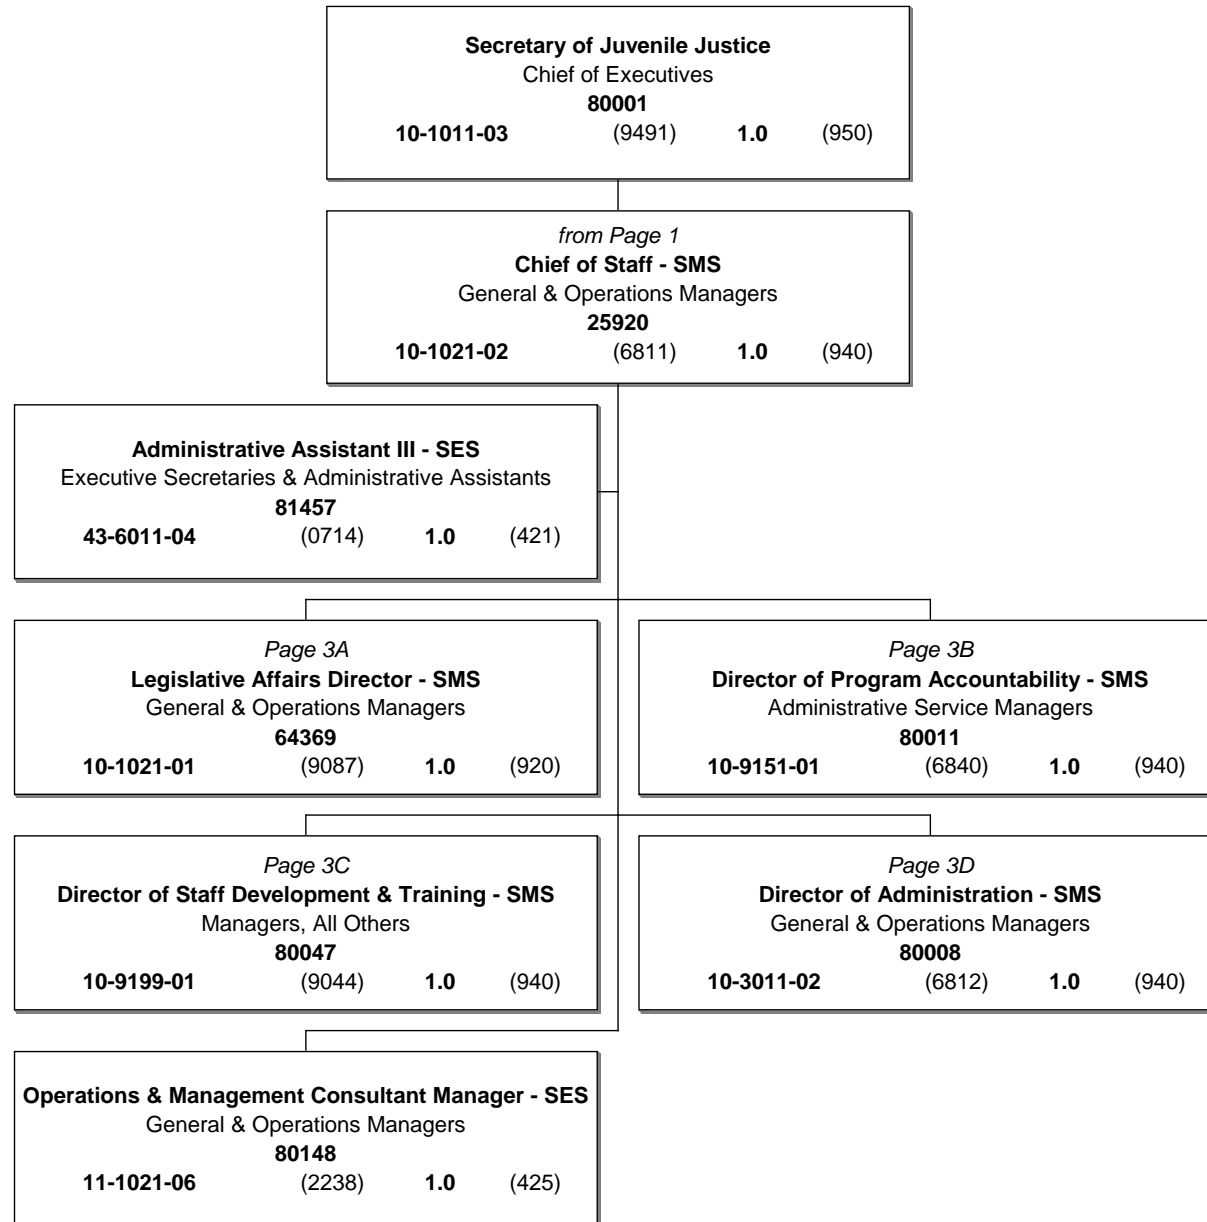 Secretary of Juvenile Justice
Chief of Executives
80001
10-1011-03 (9491) 1.0 (950)
from Page 1
Chief of Staff - SMS
General & Operations Managers
25920
10-1021-02 (6811) 1.0 (940)
Administrative Assistant III - SES
Executive Secretaries & Administrative Assistants
81457
43-6011-04 (0714) 1.0 (421)
Page 3A
Legislative Affairs Director - SMS
General & Operations Managers
64369
10-1021-01 (9087) 1.0 (920)
Page 3B
Director of Program Accountability - SMS
Administrative Service Managers
80011
10-9151-01 (6840) 1.0 (940)
Page 3C
Director of Staff Development & Training - SMS
Managers, All Others
80047
10-9199-01 (9044) 1.0 (940)
Page 3D
Director of Administration - SMS
General & Operations Managers
80008
10-3011-02 (6812) 1.0 (940)
Operations & Management Consultant Manager - SES
General & Operations Managers
80148
11-1021-06 (2238) 1.0 (425)